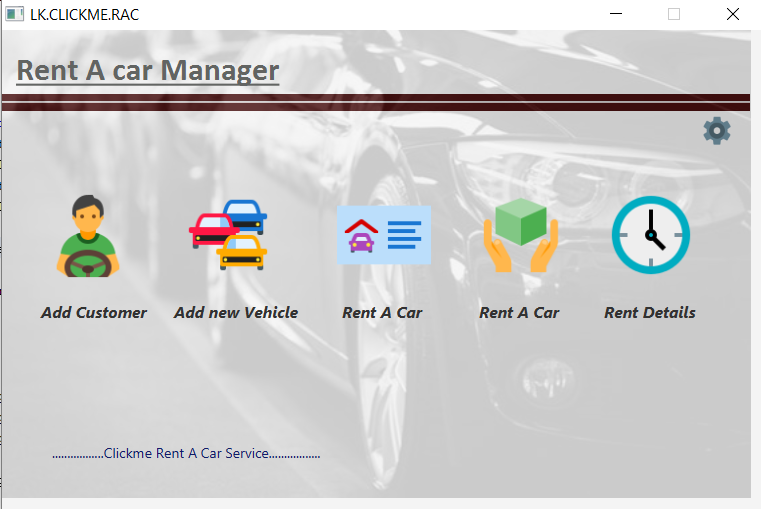 LK.CLICKME.RAC
Rent A car Manager
Add Customer Add new Vehicle Rent A Car Rent A Car Rent Details
.................Clickme Rent A Car Service.................